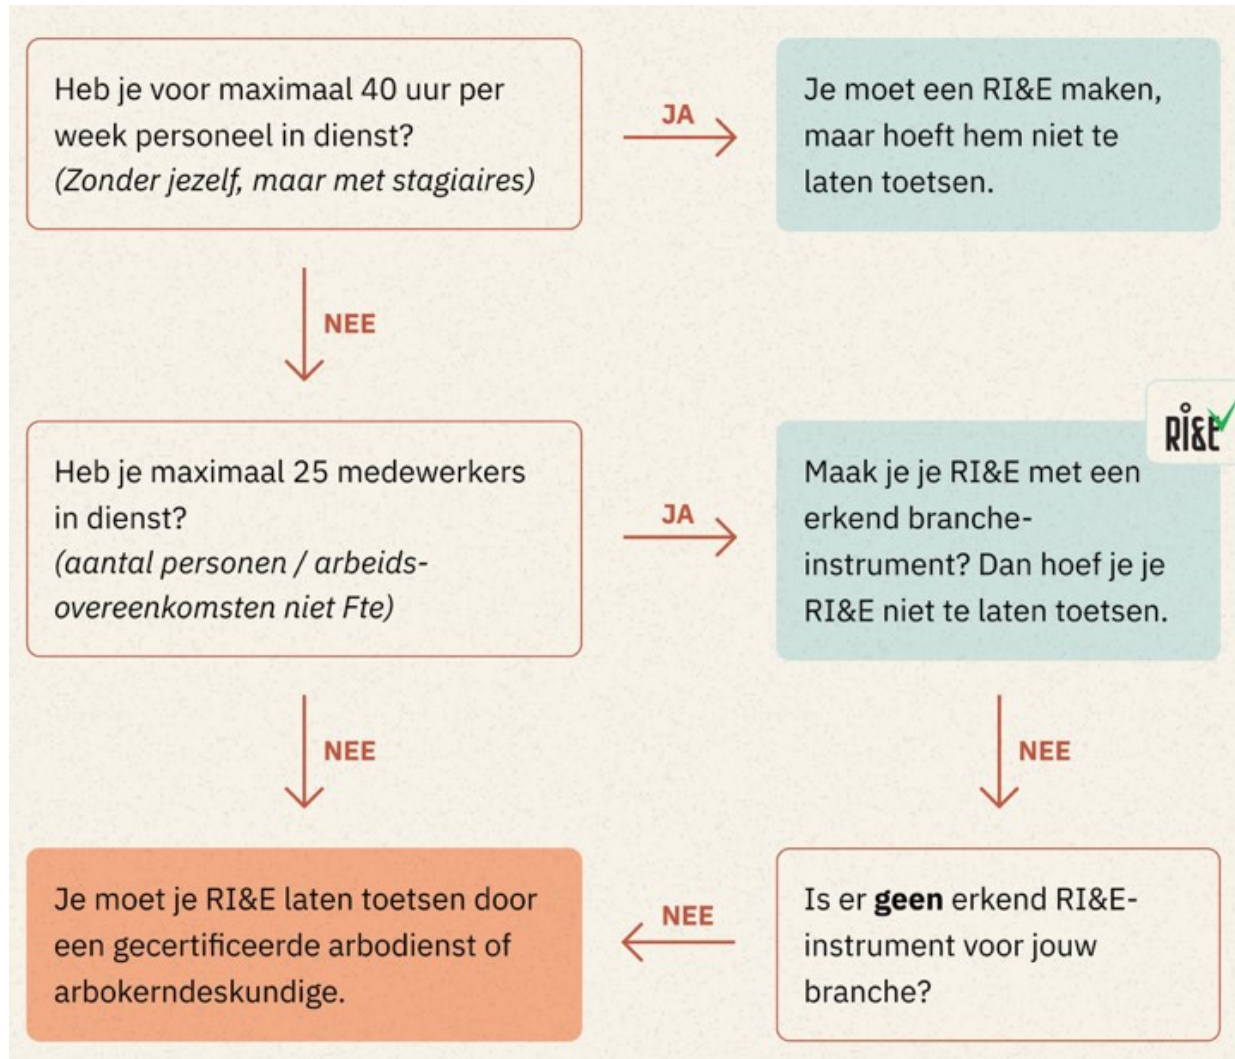 Heb je voor maximaal 40 uur per
week personeel in dienst?
(Zonder jezelf, maar met stagiaires)
JA
Je moet een RI&E maken,
maar hoeft hem niet te
laten toetsen.
NEE
Heb je maximaal 25 medewerkers
in dienst?
(aantal personen / arbeids-
overeenkomsten niet Fte)
JA
RI&E
Maak je je RI&E met een
erkend branche-
instrument? Dan hoef je je
RI&E niet te laten toetsen.
NEE
NEE
Je moet je RI&E laten toetsen door
een gecertificeerde arbodienst of
arbokerndeskundige.
NEE
Is er geen erkend RI&E-
instrument voor jouw
branche?